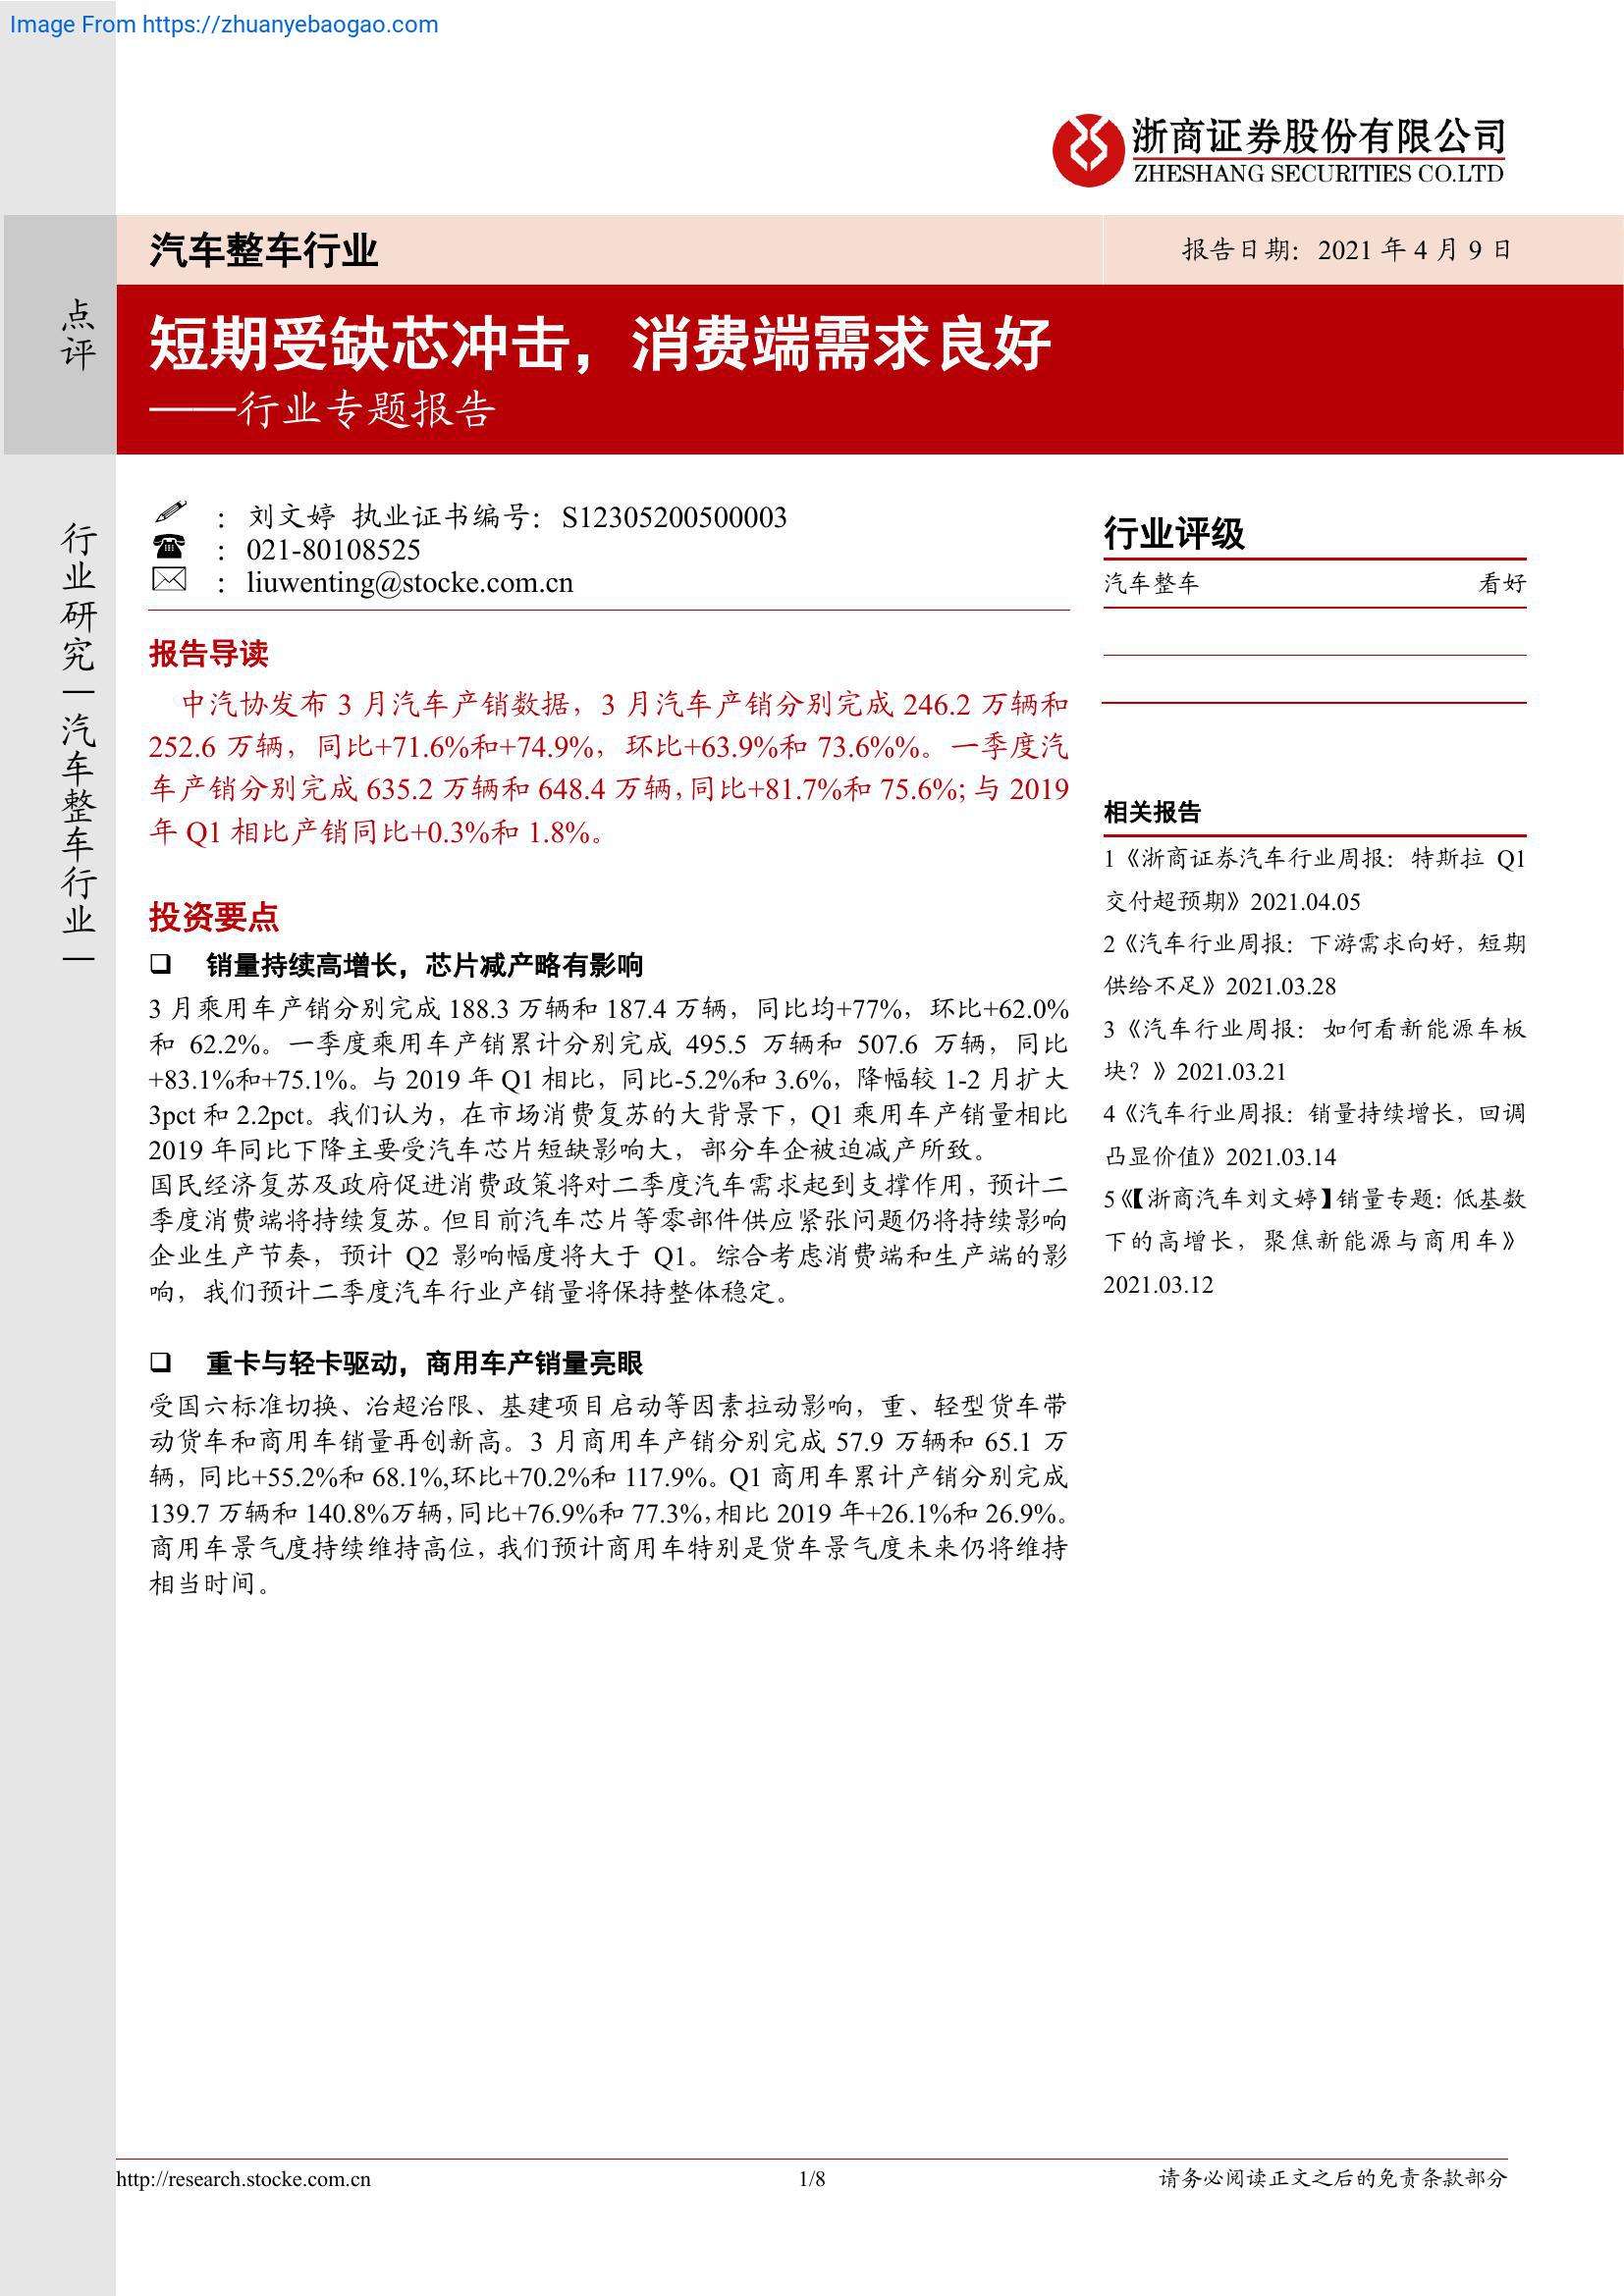 Image From https://zhuanyebaogao.com
浙商证券股份有限公司
ZHESHANG SECURITIES CO.LTD
汽车整车行业
报告日期：2021 年 4 月 9 日
点评
短期受缺芯冲击，消费端需求良好
——行业专题报告
行业研究｜汽车整车行业｜
： 刘文婷 执业证书编号：S12305200500003
： 021-80108525
： liuwenting@stocke.com.cn
报告导读
中汽协发布 3 月汽车产销数据，3 月汽车产销分别完成 246.2 万辆和
252.6 万辆，同比+71.6%和+74.9%，环比+63.9%和 73.6%%。一季度汽
车产销分别完成 635.2 万辆和 648.4 万辆，同比+81.7%和 75.6%；与 2019
年 Q1 相比产销同比+0.3%和 1.8%。
投资要点
❑ 销量持续高增长，芯片减产略有影响
3 月乘用车产销分别完成 188.3 万辆和 187.4 万辆，同比均+77%，环比+62.0%
和 62.2%。一季度乘用车产销累计分别完成 495.5 万辆和 507.6 万辆，同比
+83.1%和+75.1%。与 2019 年 Q1 相比，同比-5.2%和 3.6%，降幅较 1-2 月扩大
3pct 和 2.2pct。我们认为，在市场消费复苏的大背景下，Q1 乘用车产销量相比
2019 年同比下降主要受汽车芯片短缺影响大，部分车企被迫减产所致。
国民经济复苏及政府促进消费政策将对二季度汽车需求起到支撑作用，预计二
季度消费端将持续复苏。但目前汽车芯片等零部件供应紧张问题仍将持续影响
企业生产节奏，预计 Q2 影响幅度将大于 Q1。综合考虑消费端和生产端的影
响，我们预计二季度汽车行业产销量将保持整体稳定。
❑ 重卡与轻卡驱动，商用车产销量亮眼
受国六标准切换、治超治限、基建项目启动等因素拉动影响，重、轻型货车带
动货车和商用车销量再创新高。3 月商用车产销分别完成 57.9 万辆和 65.1 万
辆，同比+55.2%和 68.1%,环比+70.2%和 117.9%。Q1 商用车累计产销分别完成
139.7 万辆和 140.8%万辆，同比+76.9%和 77.3%，相比 2019 年+26.1%和 26.9%。
商用车景气度持续维持高位，我们预计商用车特别是货车景气度未来仍将维持
相当时间。
行业评级
汽车整车 看好
相关报告
1《浙商证券汽车行业周报：特斯拉 Q1
交付超预期》2021.04.05
2《汽车行业周报：下游需求向好，短期
供给不足》2021.03.28
3《汽车行业周报：如何看新能源车板
块？》2021.03.21
4《汽车行业周报：销量持续增长，回调
凸显价值》2021.03.14
5《【浙商汽车刘文婷】销量专题：低基数
下的高增长，聚焦新能源与商用车》
2021.03.12
http://research.stocke.com.cn
1/8
请务必阅读正文之后的免责条款部分